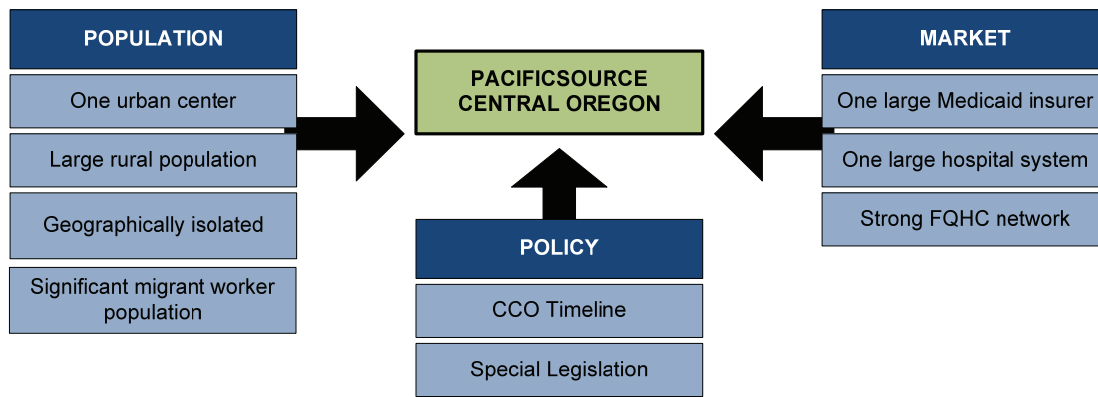 POPULATION
One urban center
Large rural population
Geographically isolated
Significant migrant worker
population
PACIFICSOURCE
CENTRAL OREGON
POLICY
CCO Timeline
Special Legislation
MARKET
One large Medicaid insurer
One large hospital system
Strong FQHC network